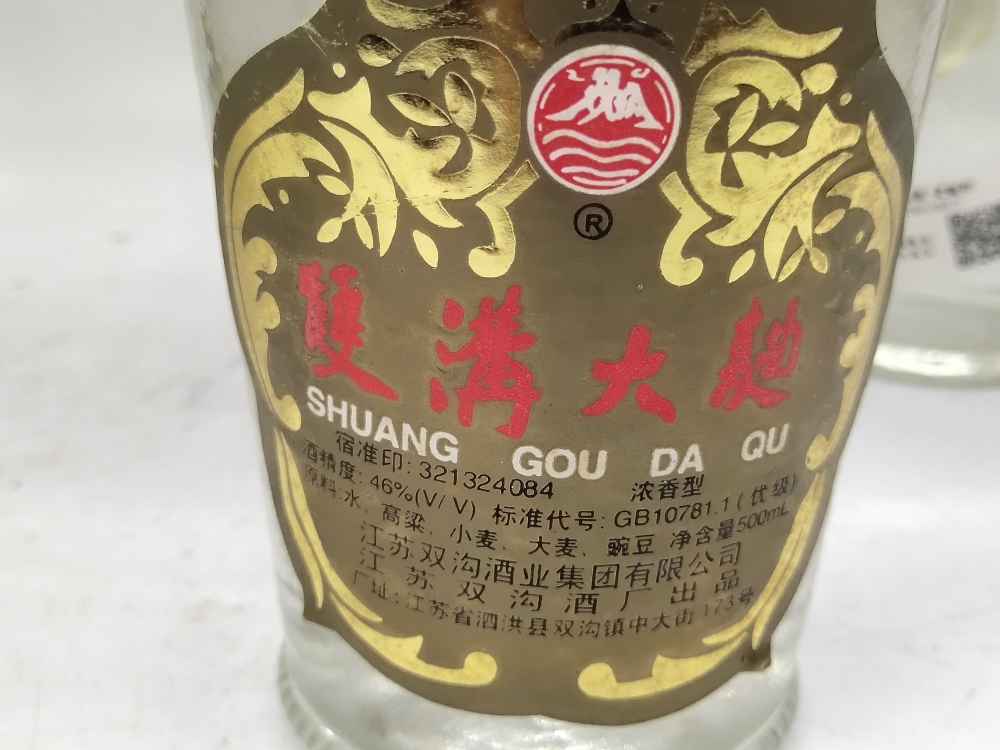 ®
雙溝大麯
SHUANG GOU DA QU
宿准印: 321324084 浓香型
酒精度: 46%(V/V) 标准代号: GB10781.1 (优级)
原料: 水、高粱、小麦、大麦、豌豆 净含量500mL
江苏双沟酒业集团有限公司
江苏双沟酒厂出品
厂址: 江苏省泗洪县双沟镇中大街173号